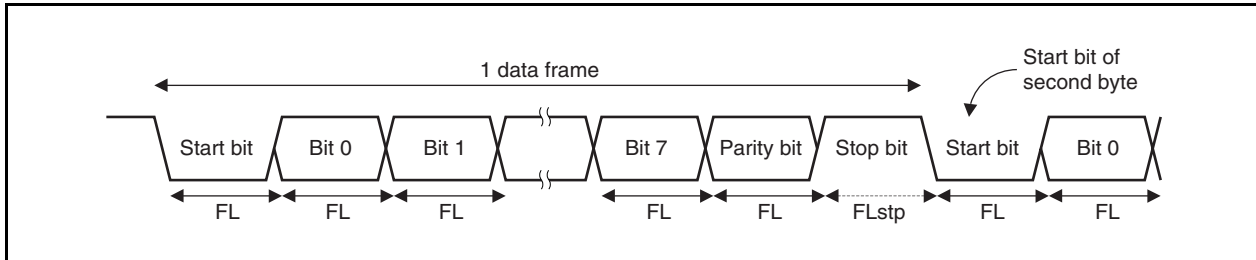 1 data frame
Start bit of
second byte
Start bit
Bit 0
Bit 1
Bit 7
Parity bit
Stop bit
Start bit
Bit 0
FL
FL
FL
FL
FL
FLstp
FL
FL